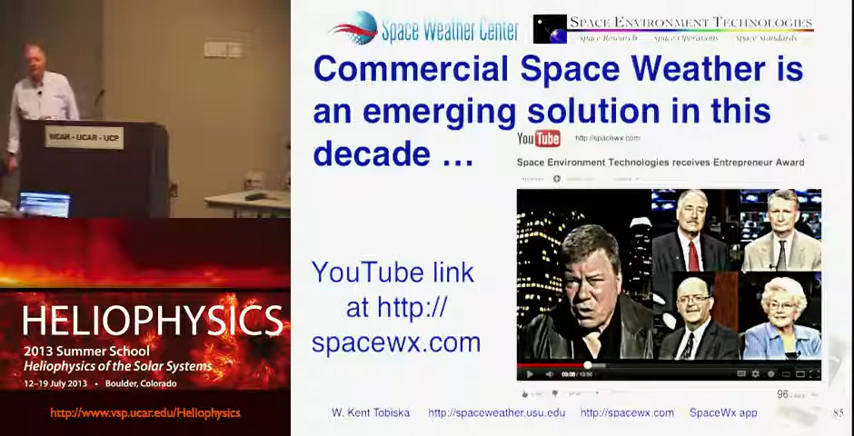 Space Weather Center
SPACE ENVIRONMENT TECHNOLOGIES
Space Research Space Operations Space Standards
Commercial Space Weather is
an emerging solution in this
decade ...
YouTube http://spacewx.com
Space Environment Technologies receives Entrepreneur Award
YouTube link
at http://
spacewx.com
96
W. Kent Tobiska http://spaceweather.usu.edu http://spacewx.com SpaceWx app 85
NCAR - UCAR - UCP
HELIOPHYSICS
2013 Summer School
Heliophysics of the Solar Systems
12–19 July 2013 • Boulder, Colorado
http://www.vsp.ucar.edu/Heliophysics